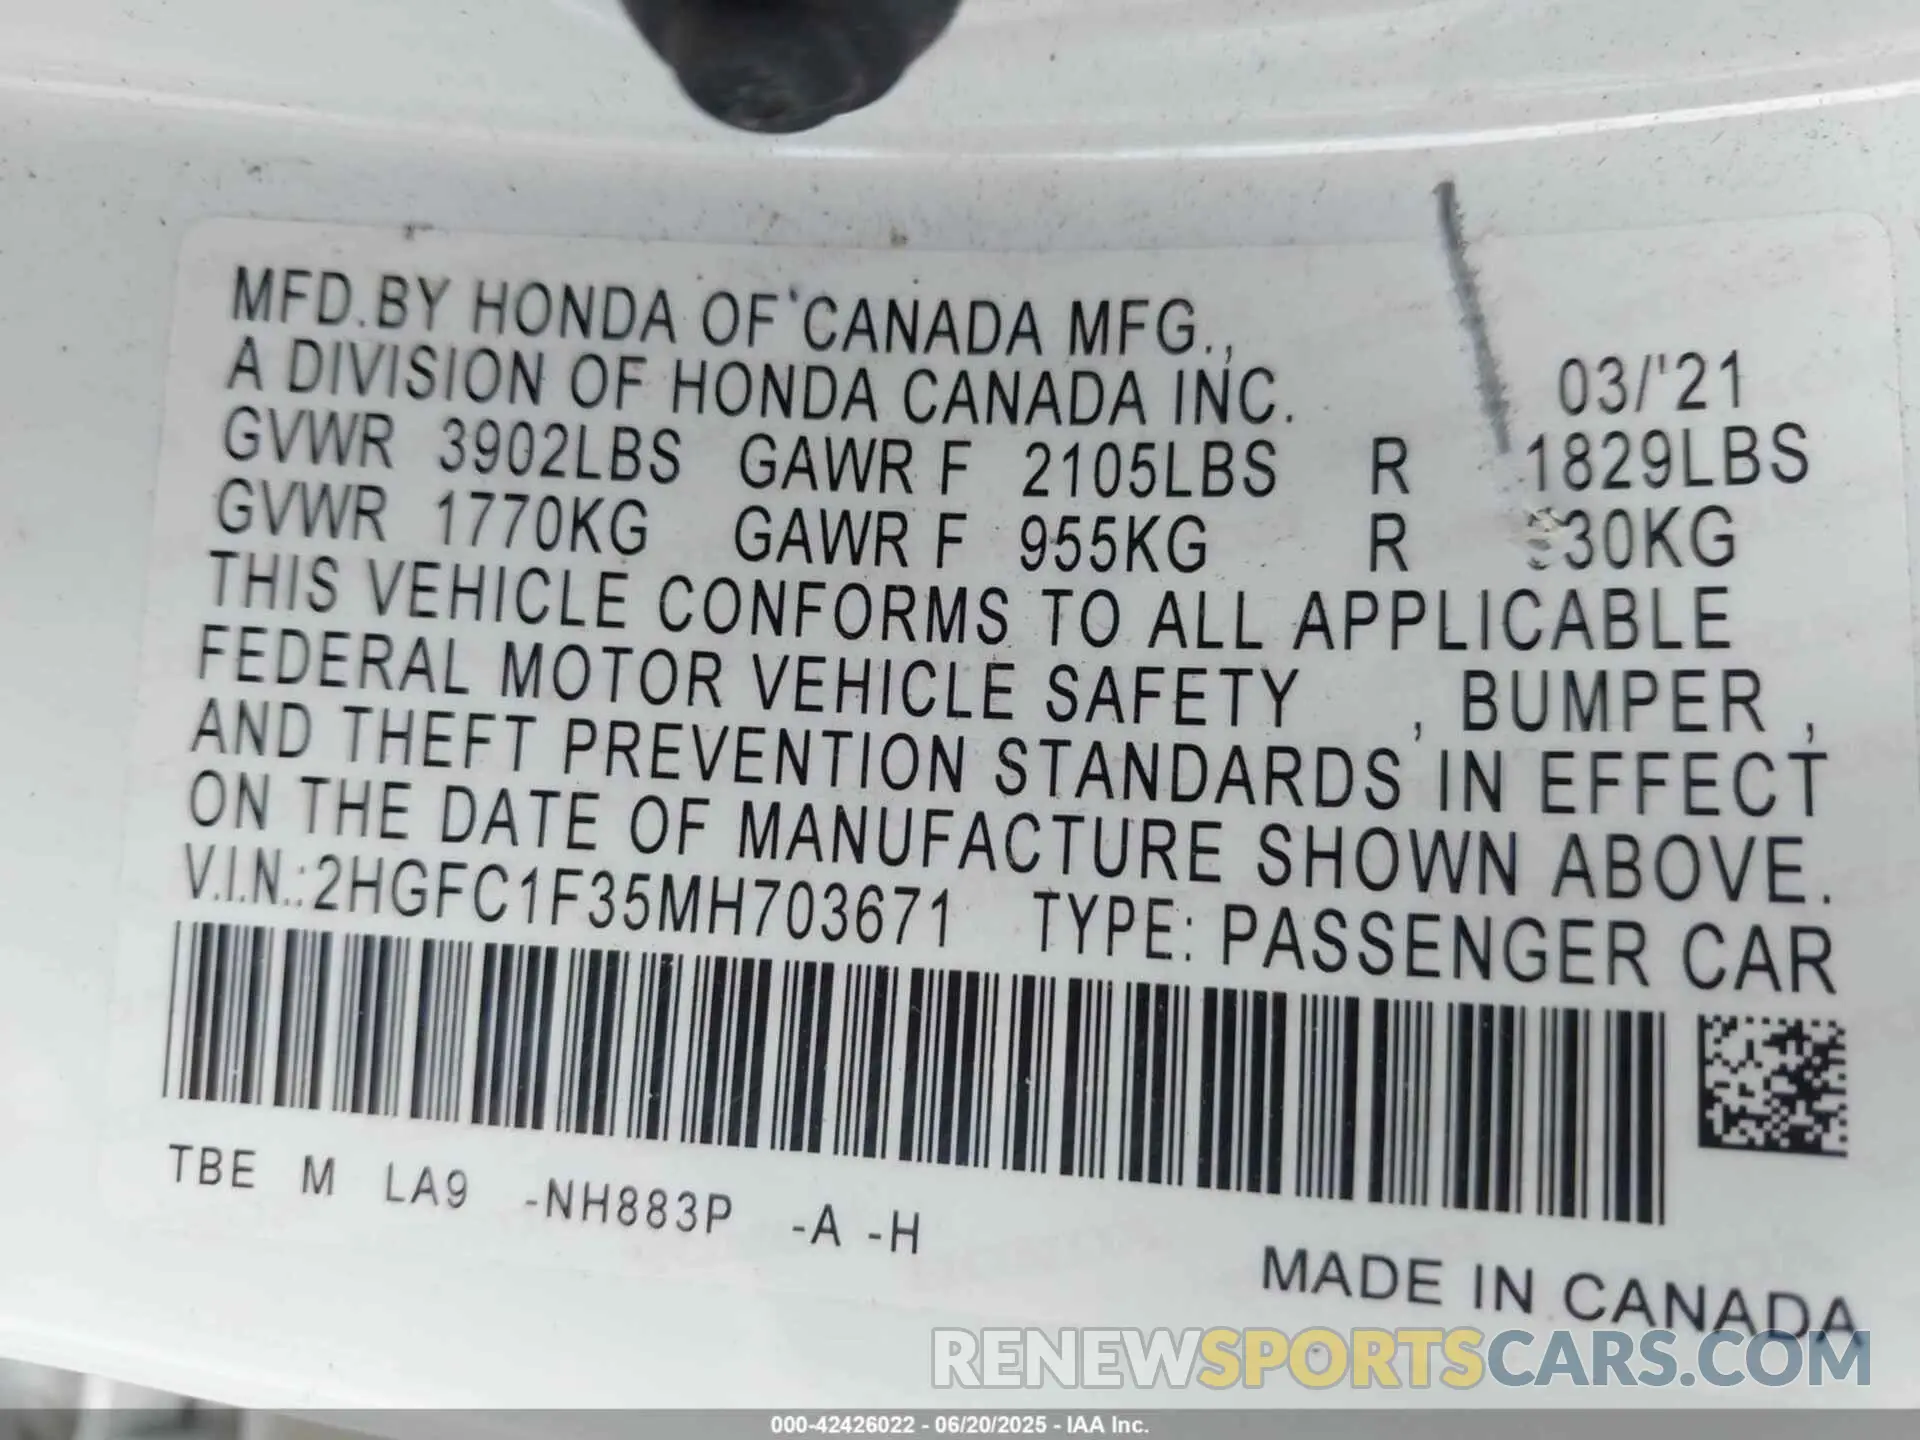 MFD.BY HONDA OF CANADA MFG.,
A DIVISION OF HONDA CANADA INC. 03/'21
GVWR 3902LBS GAWR F 2105LBS R 1829LBS
GVWR 1770KG GAWR F 955KG R 30KG
THIS VEHICLE CONFORMS TO ALL APPLICABLE
FEDERAL MOTOR VEHICLE SAFETY , BUMPER ,
AND THEFT PREVENTION STANDARDS IN EFFECT
ON THE DATE OF MANUFACTURE SHOWN ABOVE.
V.I.N.:2HGFC1F35MH703671 TYPE: PASSENGER CAR
TBE M LA9 -NH883P -A -H
MADE IN CANADA
RENEWSPORTSCARS.COM
000-42426022 - 06/20/2025 - IAA Inc.